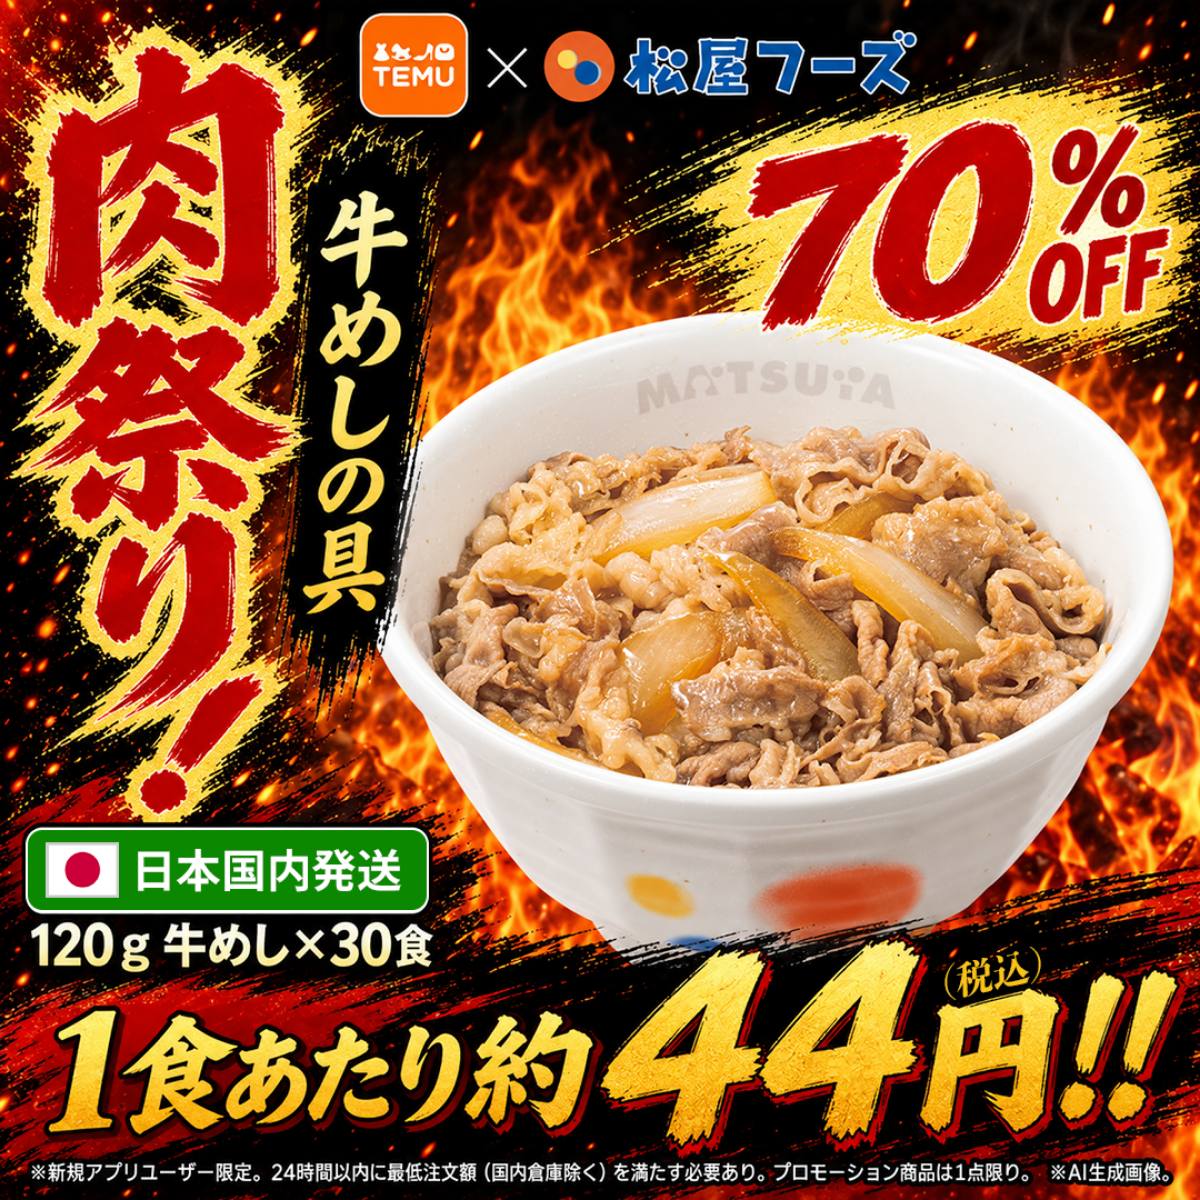 TEMU × 松屋フーズ
肉祭り!
牛めしの具
70%
OFF
MATSUYA
日本国内発送
120g 牛めし×30食
1食あたり約44円(税込)!!
※新規アプリユーザー限定。24時間以内に最低注文額(国内倉庫除く)を満たす必要あり。プロモーション商品は1点限り。 ※AI生成画像。